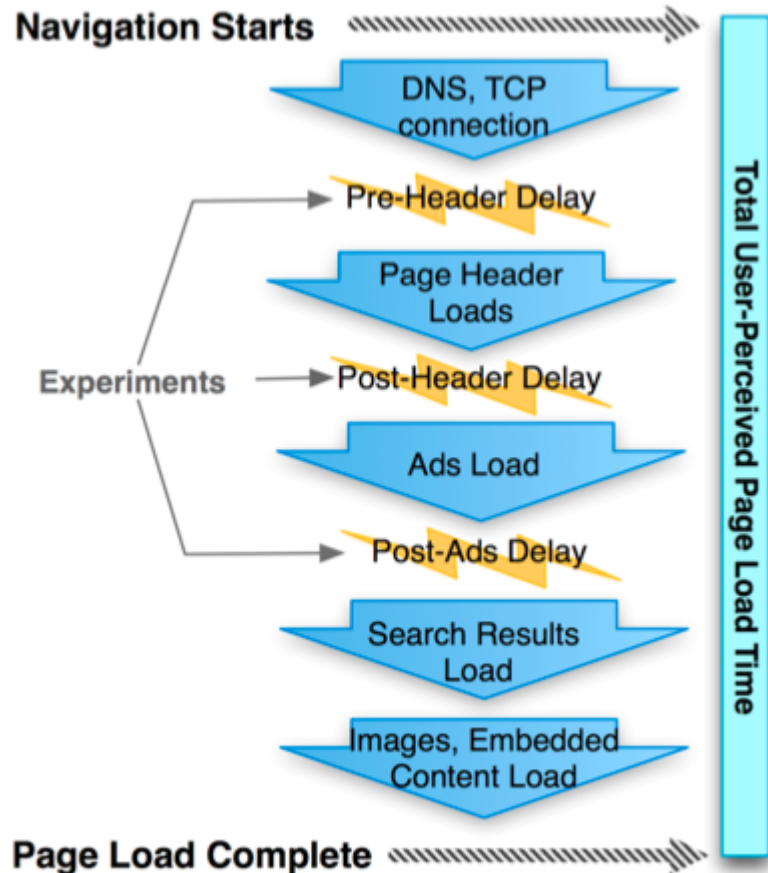 Navigation Starts
DNS, TCP
connection
Pre-Header Delay
Page Header
Loads
Experiments
Post-Header Delay
Ads Load
Post-Ads Delay
Search Results
Load
Images, Embedded
Content Load
Page Load Complete
Total User-Perceived Page Load Time